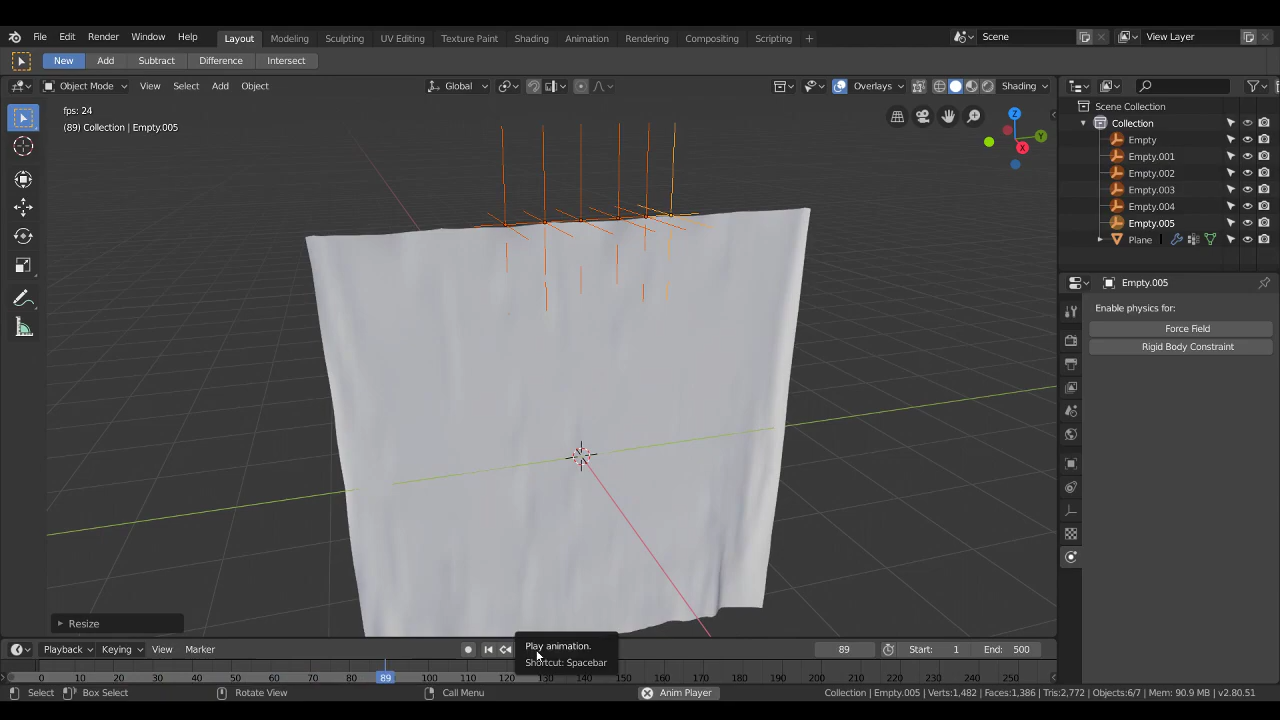 File Edit Render Window Help Layout Modeling Sculpting UV Editing Texture Paint Shading Animation Rendering Compositing Scripting + Scene View Layer
New Add Subtract Difference Intersect
Object Mode View Select Add Object Global Overlays Shading
fps: 24
(89) Collection | Empty.005
Z
Y
X
Scene Collection
Collection
Empty
Empty.001
Empty.002
Empty.003
Empty.004
Empty.005
Plane
Empty.005
Enable physics for:
Force Field
Rigid Body Constraint
Resize
Play animation.
Shortcut: Spacebar
Playback Keying View Marker 89 Start: 1 End: 500
0 10 20 30 40 50 60 70 80 89 100 110 120 130 140 150 160 170 180 190 200 210 220 230 240 250
Select Box Select Rotate View Call Menu Anim Player Collection | Empty.005 | Verts:1,482 | Faces:1,386 | Tris:2,772 | Objects:6/7 | Mem: 90.9 MB | v2.80.51